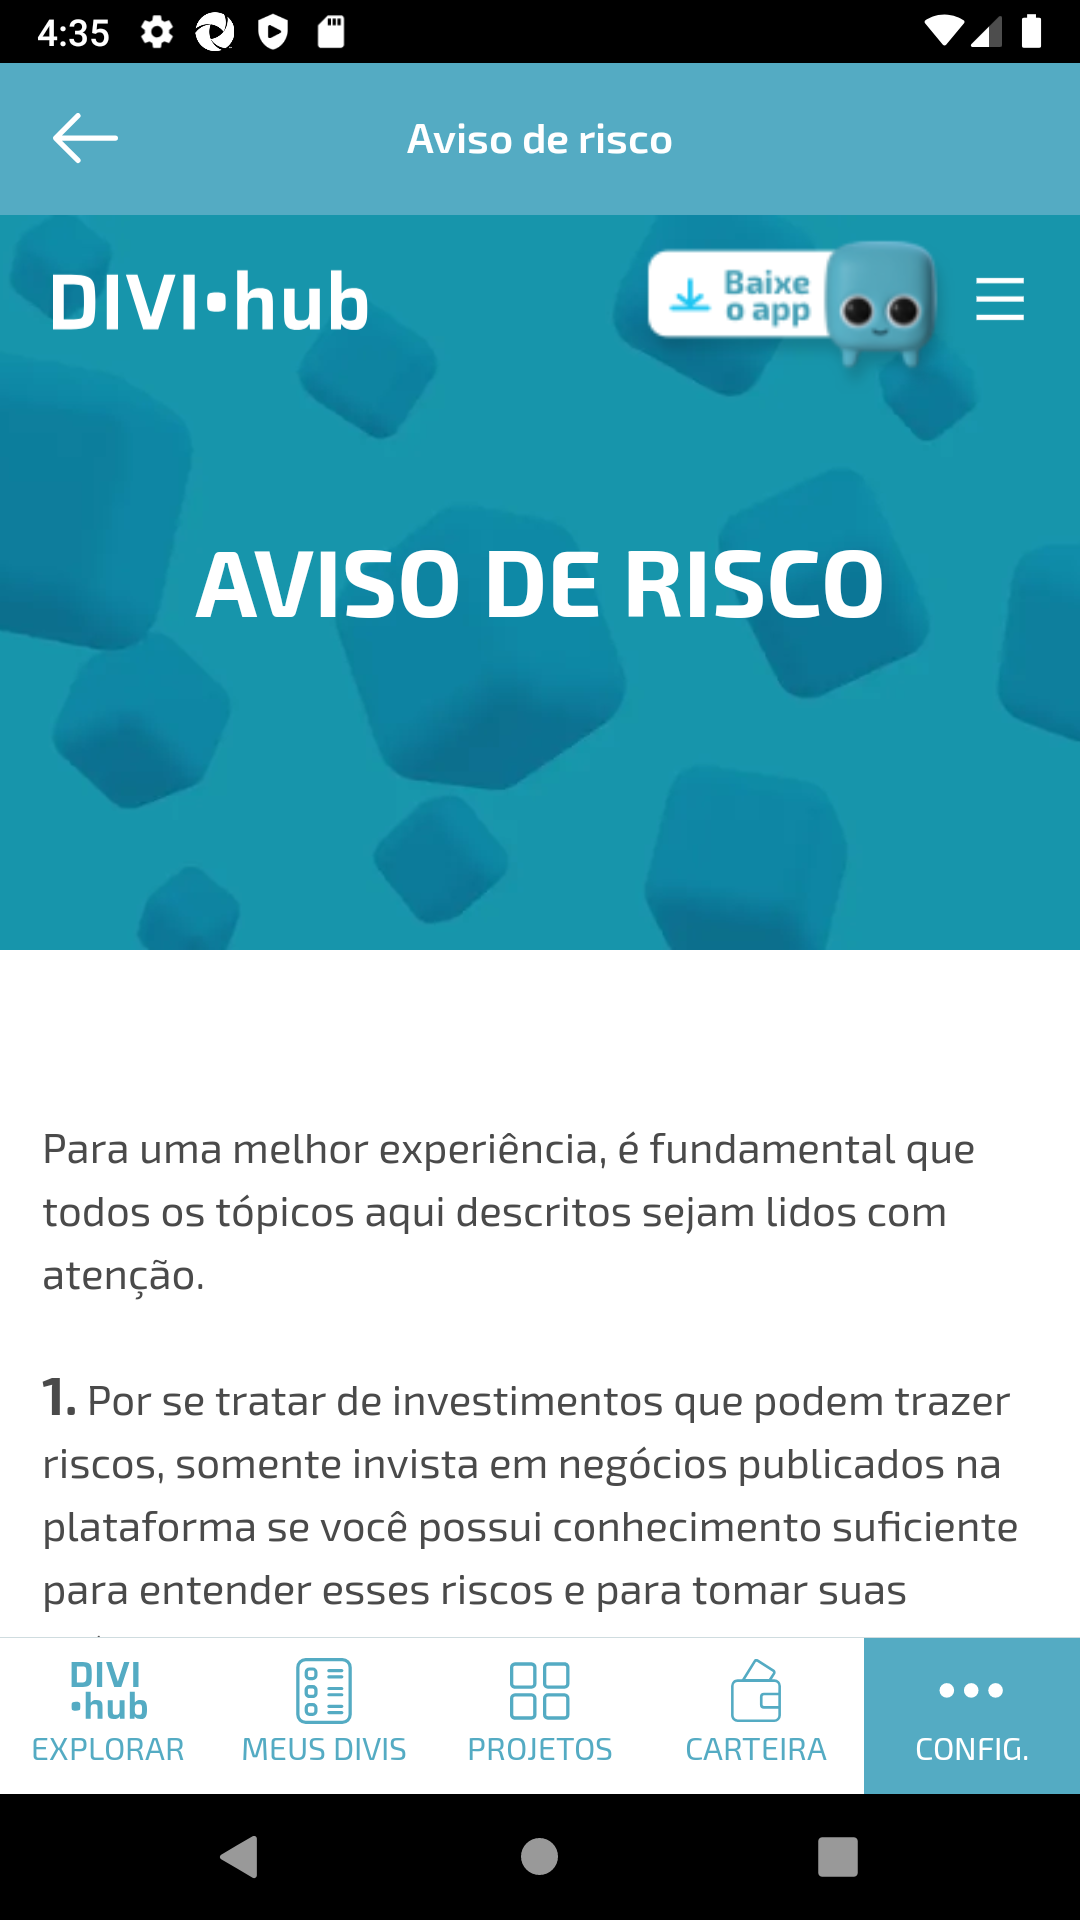 4:35
Aviso de risco
DIVI•hub
Baixe
o app
AVISO DE RISCO
Para uma melhor experiência, é fundamental que
todos os tópicos aqui descritos sejam lidos com
atenção.
1. Por se tratar de investimentos que podem trazer
riscos, somente invista em negócios publicados na
plataforma se você possui conhecimento suficiente
para entender esses riscos e para tomar suas
DIVI
•hub
EXPLORAR
MEUS DIVIS
PROJETOS
CARTEIRA
CONFIG.